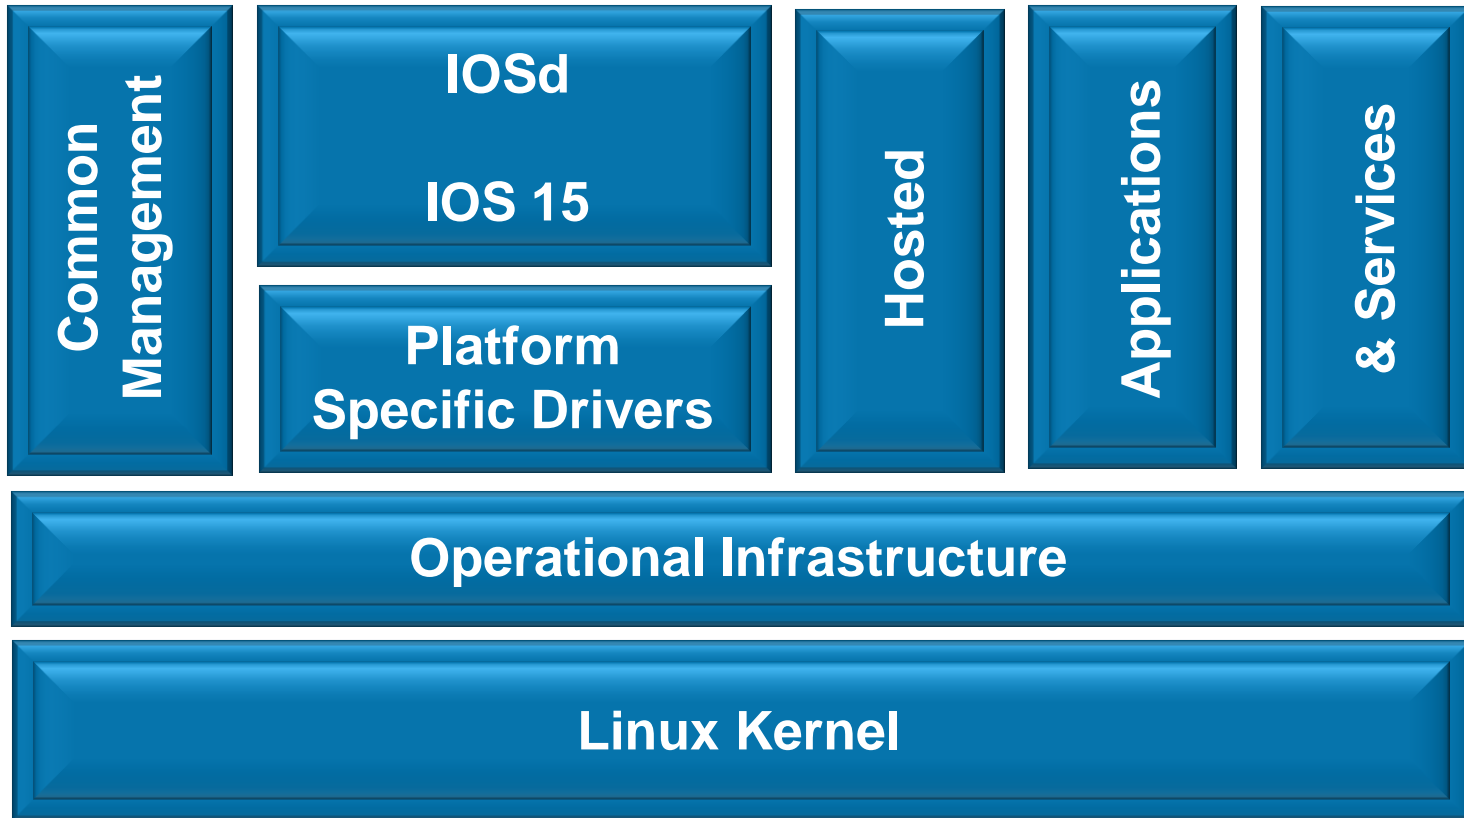 Common
Management
IOSd
IOS 15
Platform
Specific Drivers
Hosted
Applications
& Services
Operational Infrastructure
Linux Kernel